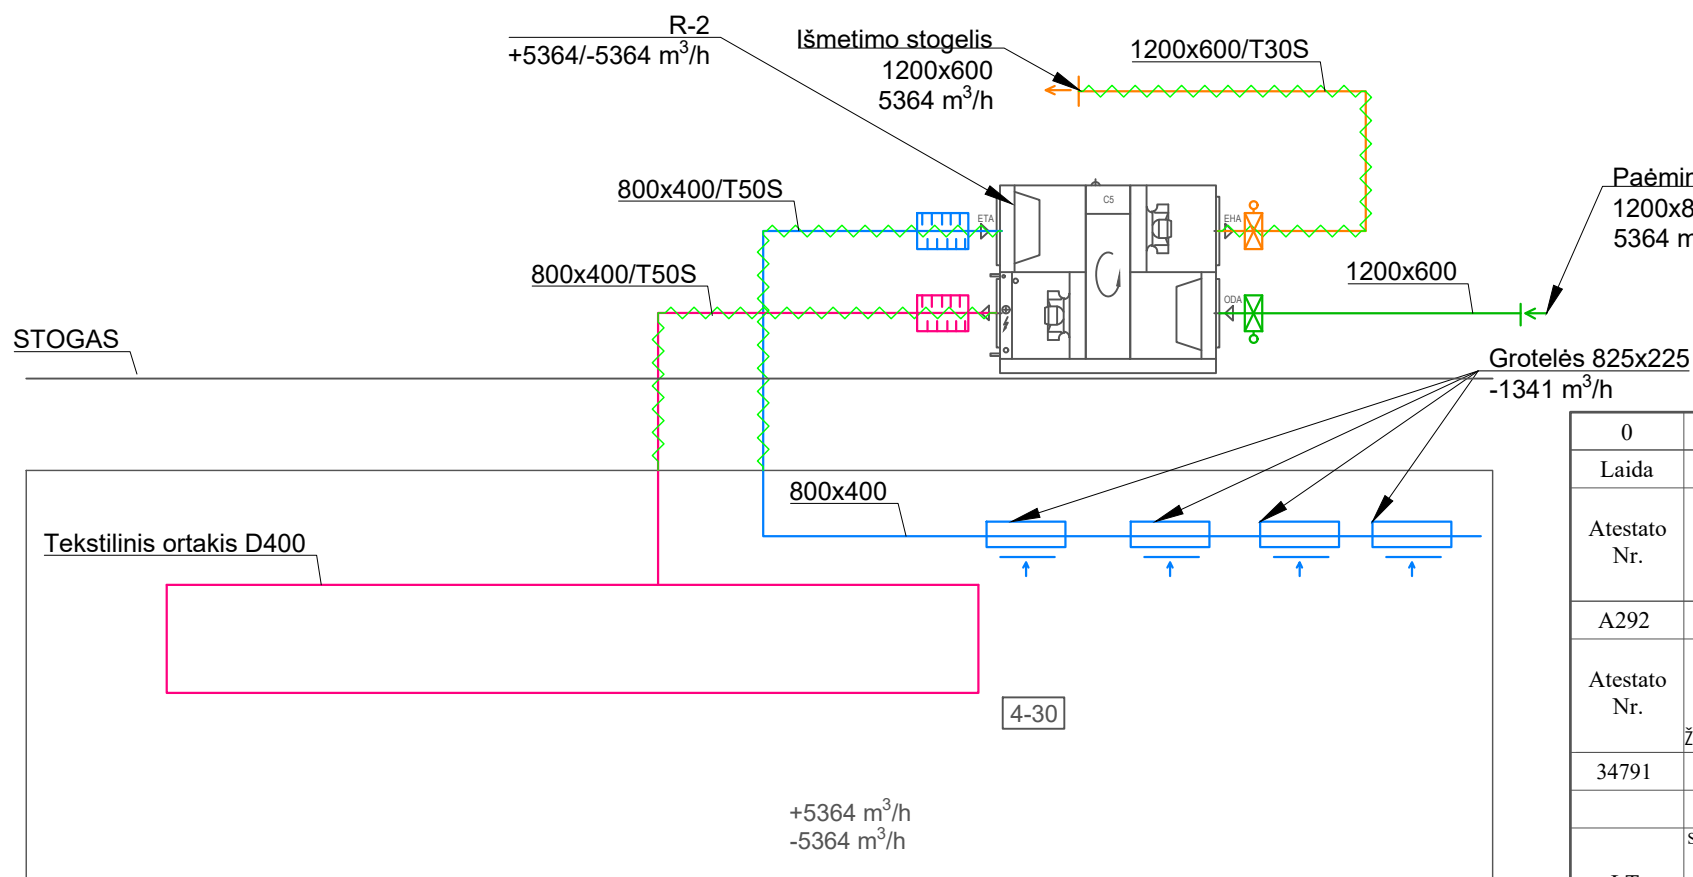 R-2
+5364/-5364 m³/h
Išmetimo stogelis
1200x600
5364 m³/h
1200x600/T30S
800x400/T50S
800x400/T50S
ETA
C5
EHA
ODA
1200x600
1200x8
5364 m
STOGAS
Grotelės 825x225
-1341 m³/h
800x400
Tekstilinis ortakis D400
4-30
+5364 m³/h
-5364 m³/h
0
Laida
Atestato
Nr.
A292
Atestato
Nr.
34791